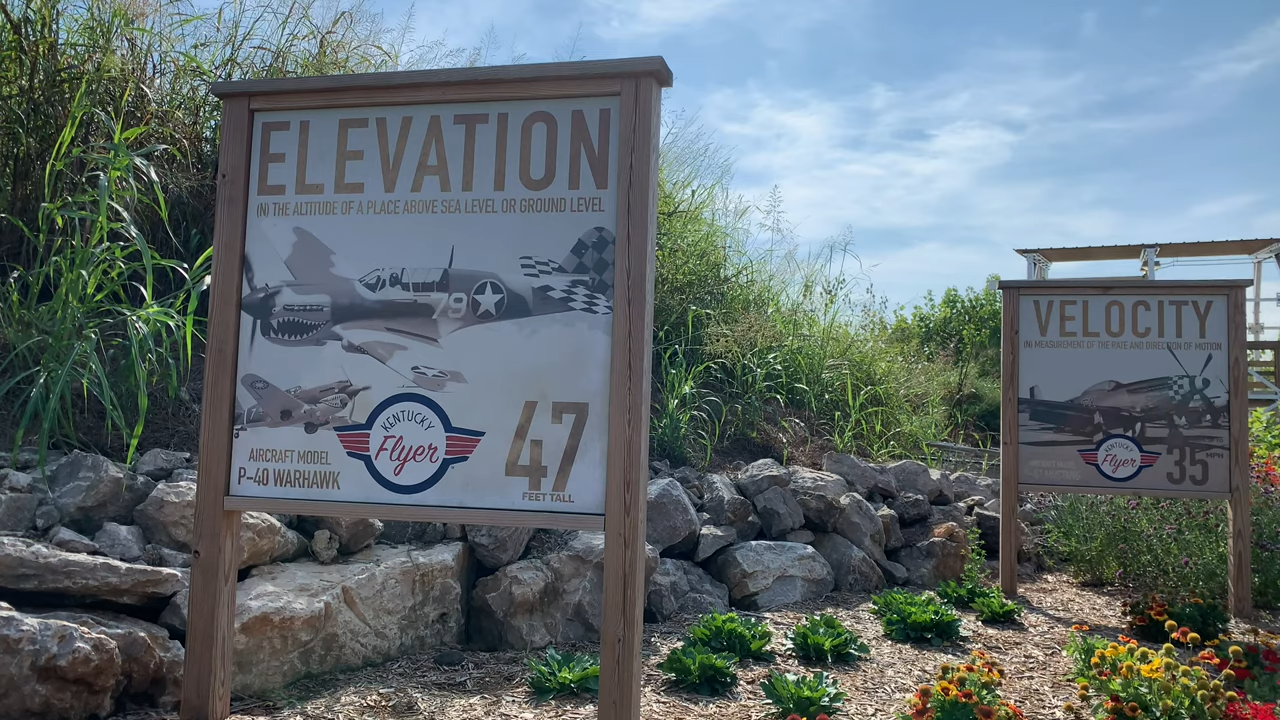 ELEVATION
(N) THE ALTITUDE OF A PLACE ABOVE SEA LEVEL OR GROUND LEVEL
79
AIRCRAFT MODEL
P-40 WARHAWK
KENTUCKY
Flyer
47
FEET TALL
VELOCITY
(N) MEASUREMENT OF THE RATE AND DIRECTION OF MOTION
KENTUCKY
Flyer
35
MPH